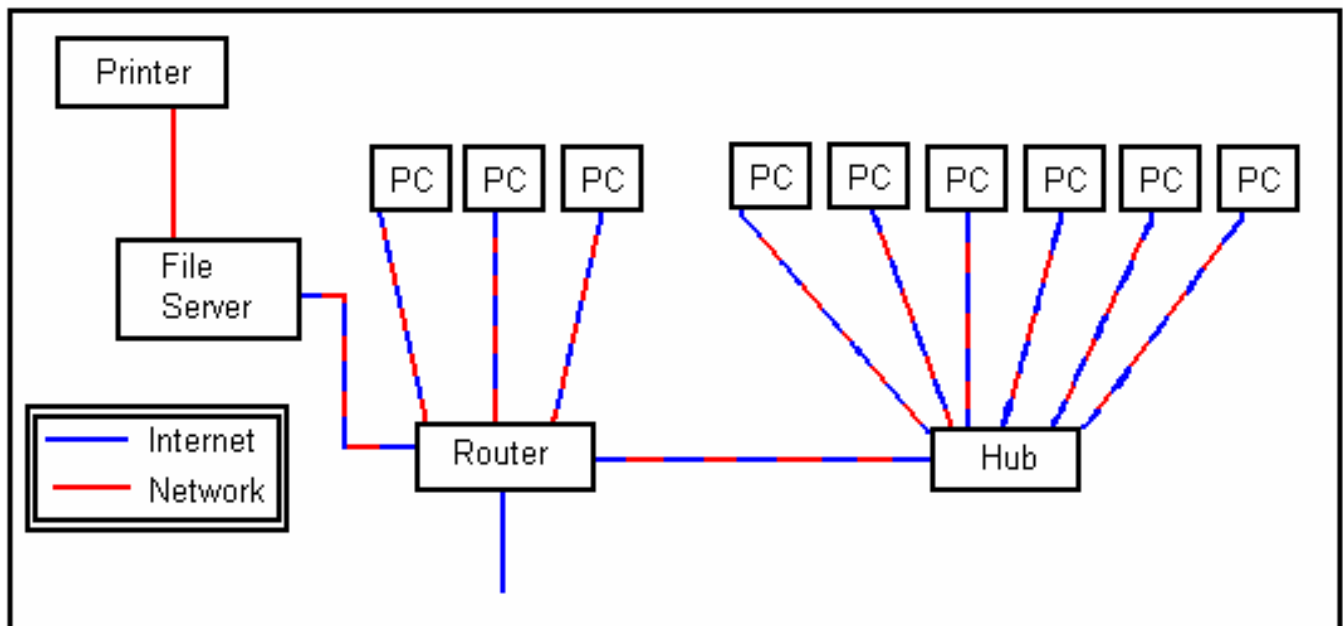 Printer
PC PC PC PC PC PC PC PC PC
File
Server
Internet
Network
Router
Hub